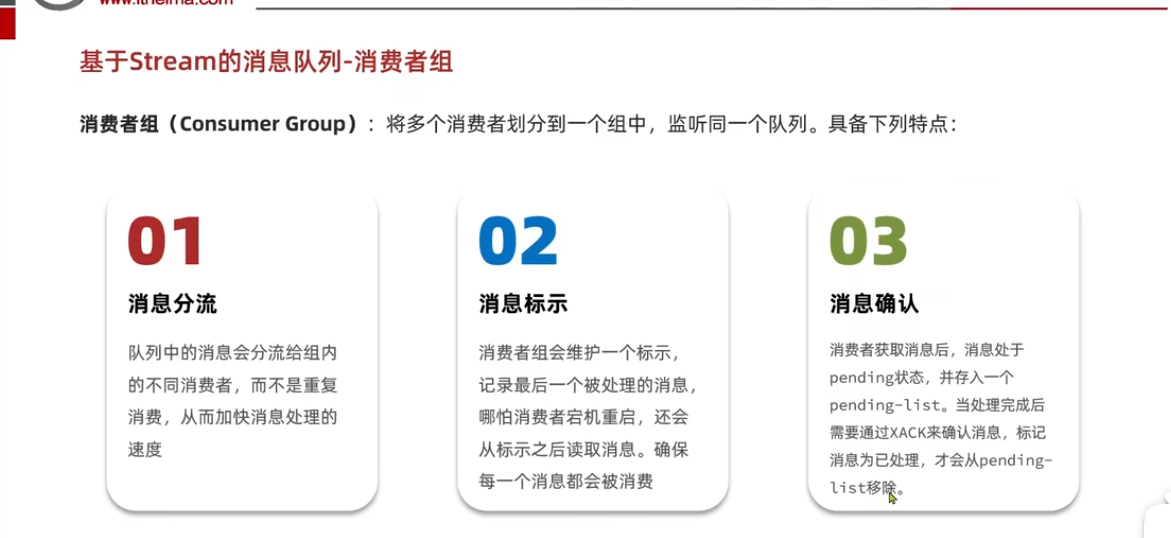 www.itheima.com
基于Stream的消息队列-消费者组
消费者组（Consumer Group）：将多个消费者划分到一个组中，监听同一个队列。具备下列特点：
01
消息分流
队列中的消息会分流给组内
的不同消费者，而不是重复
消费，从而加快消息处理的
速度
02
消息标示
消费者组会维护一个标示，
记录最后一个被处理的消息，
哪怕消费者宕机重启，还会
从标示之后读取消息。确保
每一个消息都会被消费
03
消息确认
消费者获取消息后，消息处于
pending状态，并存入一个
pending-list。当处理完成后
需要通过XACK来确认消息，标记
消息为已处理，才会从pending-
list移除。